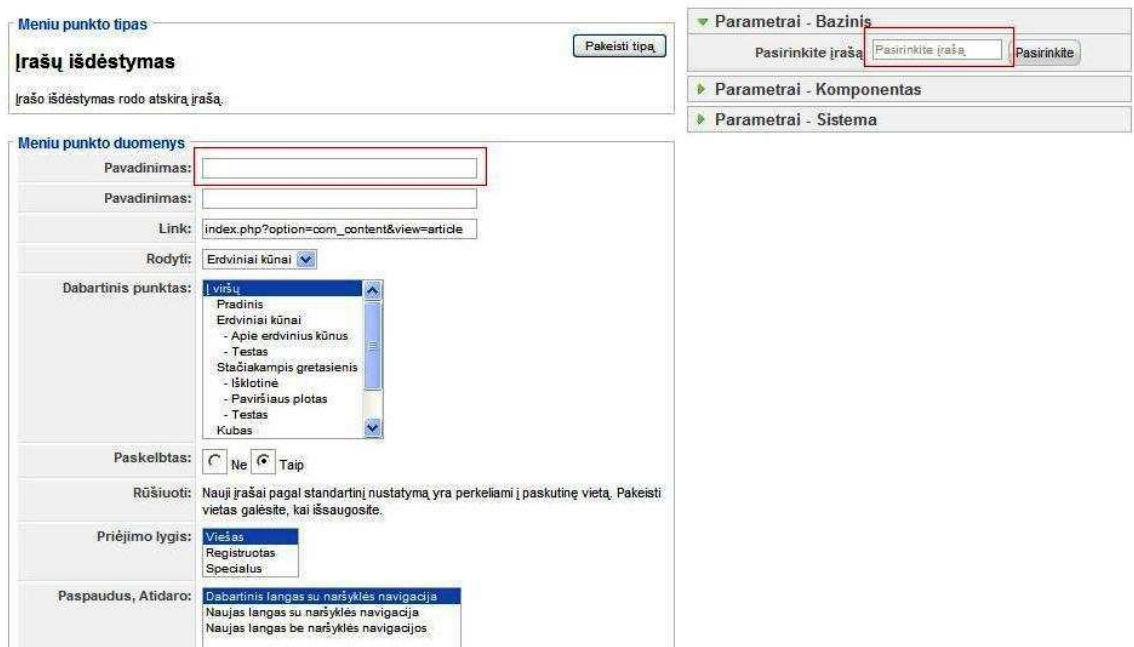 Meniu punkto tipas
Įrašų išdėstymas
Pakeisti tipą
Įrašo išdėstymas rodo atskirą įrašą.
Meniu punkto duomenys
Pavadinimas:
Pavadinimas:
Link: index.php?option=com_content&view=article
Rodyti: Erdviniai kūnai
Dabartinis punktas: Į viršų
Pradinis
Erdviniai kūnai
- Apie erdvinius kūnus
- Testas
Stačiakampis gretasienis
- Išklotinė
- Paviršiaus plotas
- Testas
Kubas
Paskelbtas: Ne Taip
Rūšiuoti: Nauji įrašai pagal standartinį nustatymą yra perkeliami į paskutinę vietą. Pakeisti
vietas galėsite, kai išsaugosite.
Priėjimo lygis: Viešas
Registruotas
Specialus
Paspaudus, Atidaro: Dabartinis langas su naršyklės navigacija
Naujas langas su naršyklės navigacija
Naujas langas be naršyklės navigacijos
Parametrai - Bazinis
Pasirinkite įrašą Pasirinkite įrašą Pasirinkite
Parametrai - Komponentas
Parametrai - Sistema